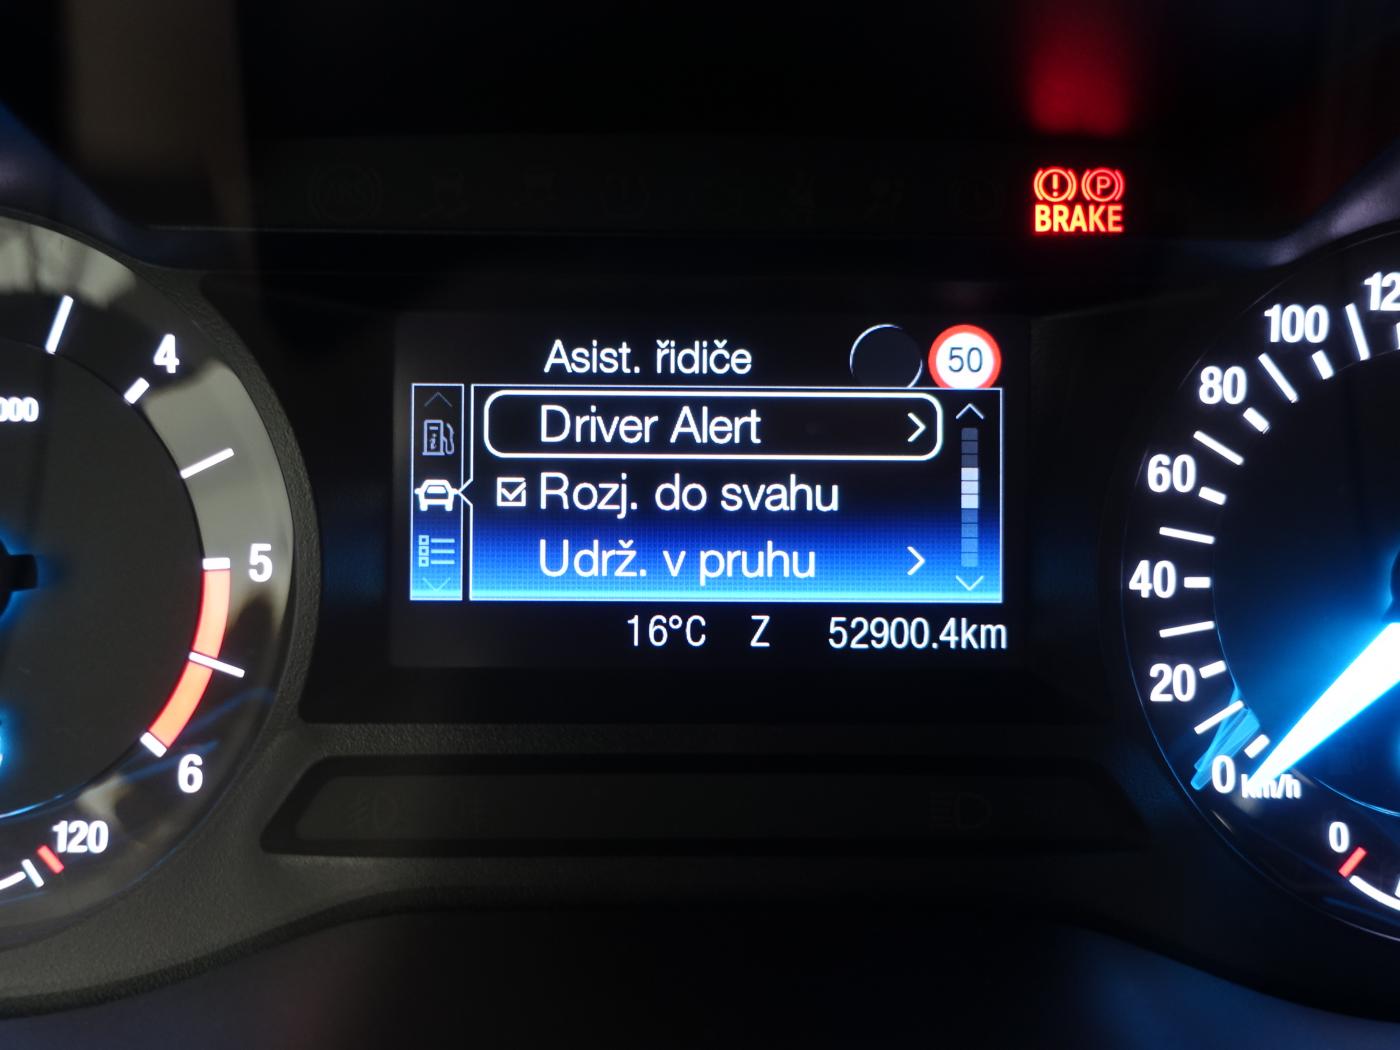 BRAKE
Asist. řidiče 50
Driver Alert
Rozj. do svahu
Udrž. v pruhu
16°C Z 52900.4km
4
5
6
120
0
20
40
60
80
100
km/h
0